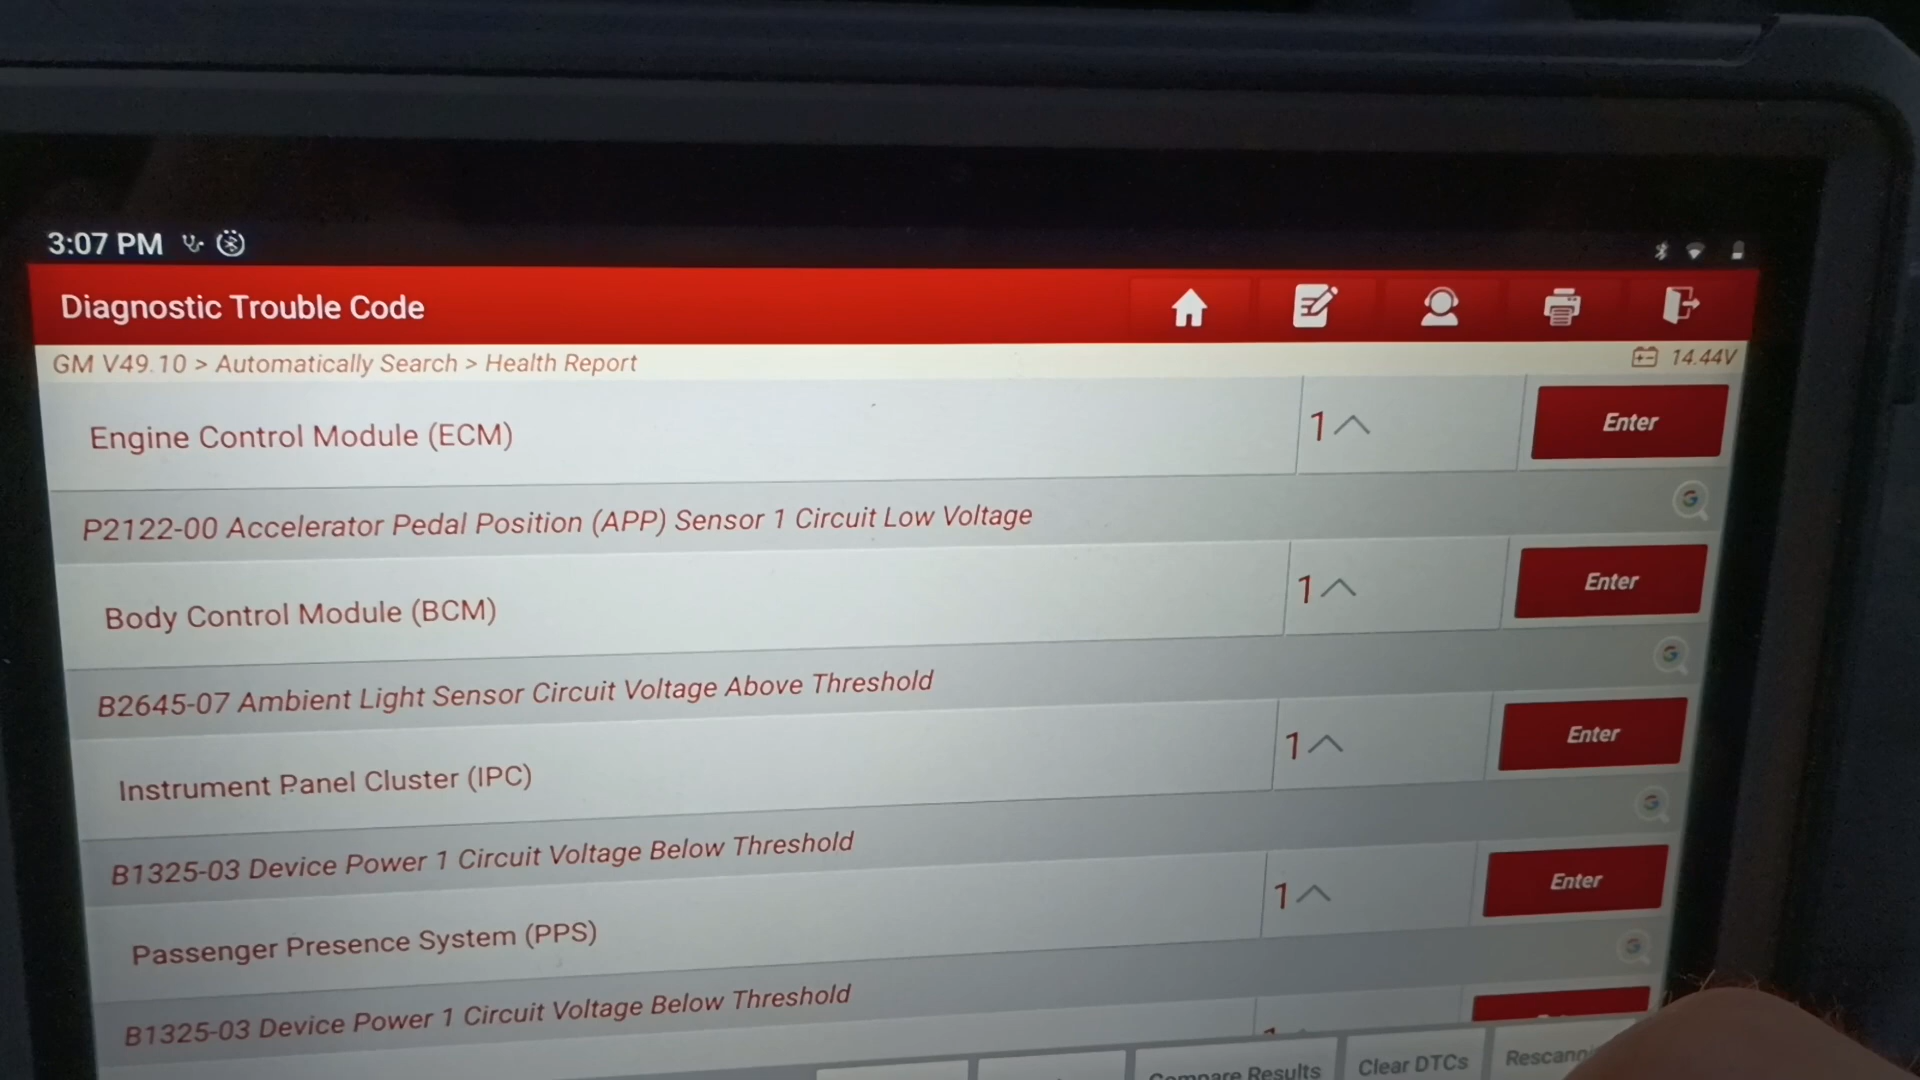 3:07 PM
Diagnostic Trouble Code
GM V49.10 > Automatically Search > Health Report
14.44V
Engine Control Module (ECM)
1
Enter
P2122-00 Accelerator Pedal Position (APP) Sensor 1 Circuit Low Voltage
Body Control Module (BCM)
1
Enter
B2645-07 Ambient Light Sensor Circuit Voltage Above Threshold
Instrument Panel Cluster (IPC)
1
Enter
B1325-03 Device Power 1 Circuit Voltage Below Threshold
Passenger Presence System (PPS)
1
Enter
B1325-03 Device Power 1 Circuit Voltage Below Threshold
Compare Results
Clear DTCs